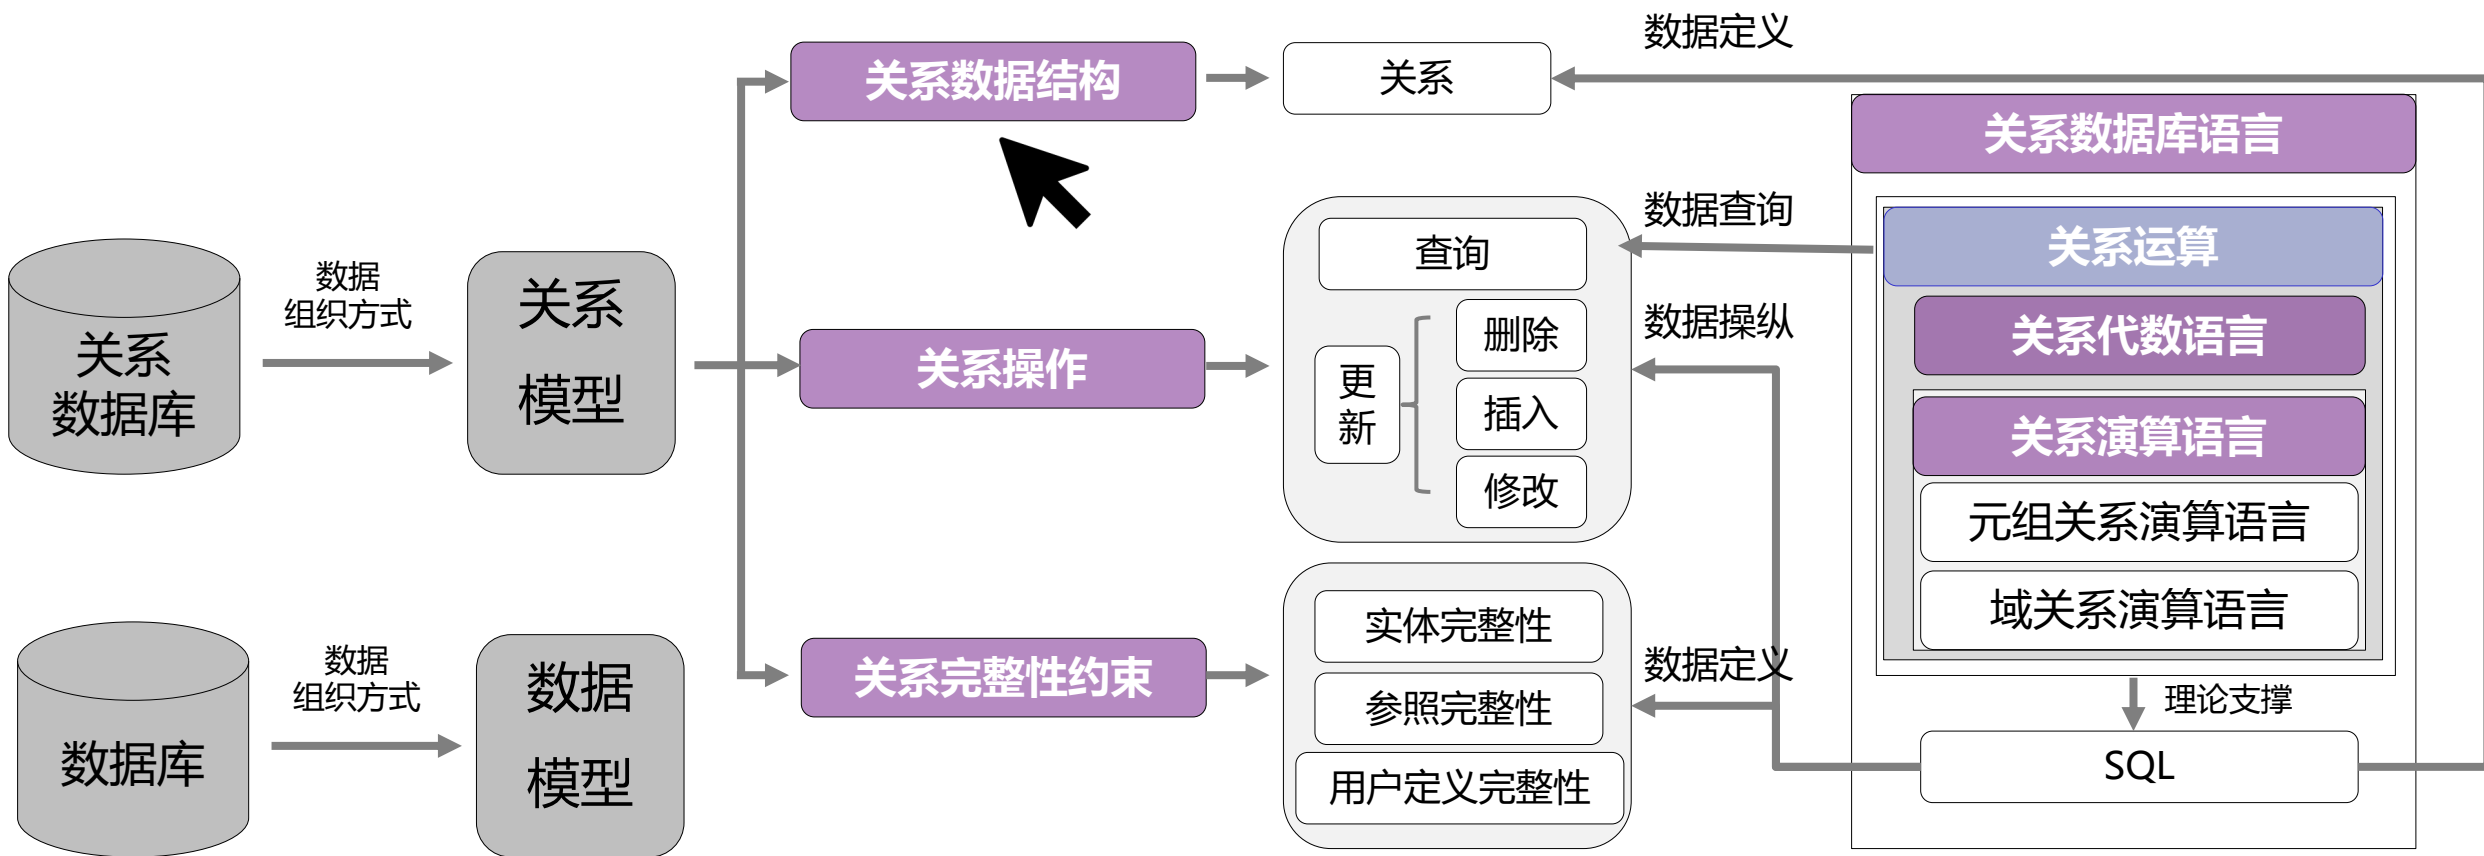 数据定义
关系数据结构
关系
关系数据库语言
数据
组织方式
关系
数据库
关系
模型
关系操作
查询
更
新
删除
插入
修改
数据查询
数据操纵
关系运算
关系代数语言
关系演算语言
元组关系演算语言
域关系演算语言
数据
组织方式
数据库
数据
模型
关系完整性约束
实体完整性
参照完整性
用户定义完整性
数据定义
理论支撑
SQL